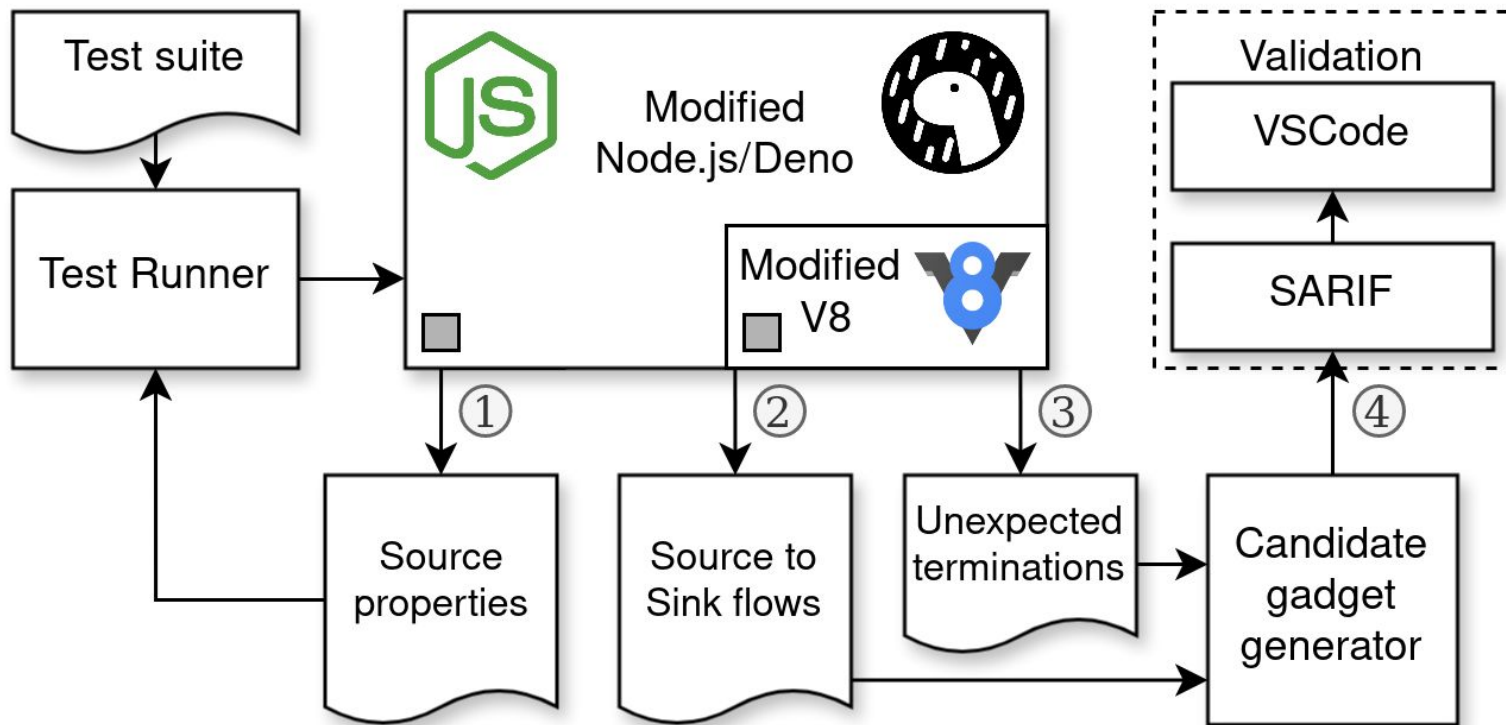 Test suite
Test Runner
JS
Modified
Node.js/Deno
Modified
V8
8
Validation
VSCode
SARIF
1
2
3
4
Source
properties
Source to
Sink flows
Unexpected
terminations
Candidate
gadget
generator